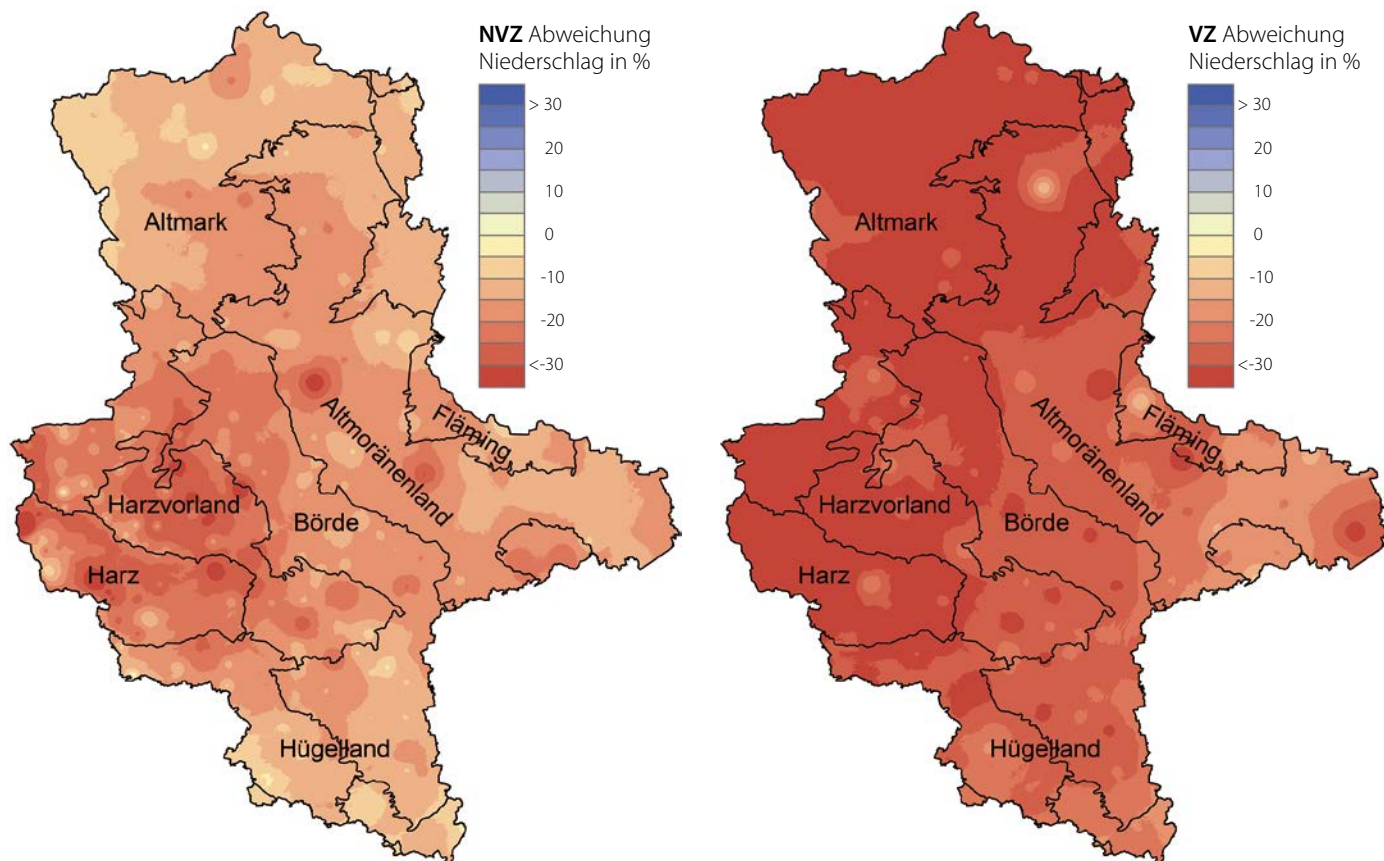 NVZ Abweichung
Niederschlag in %
> 30
20
10
0
-10
-20
<-30
Altmark
Altmoränenland
Fläming
Harzvorland
Börde
Harz
Hügelland
VZ Abweichung
Niederschlag in %
> 30
20
10
0
-10
-20
<-30
Altmark
Altmoränenland
Fläming
Harzvorland
Börde
Harz
Hügelland